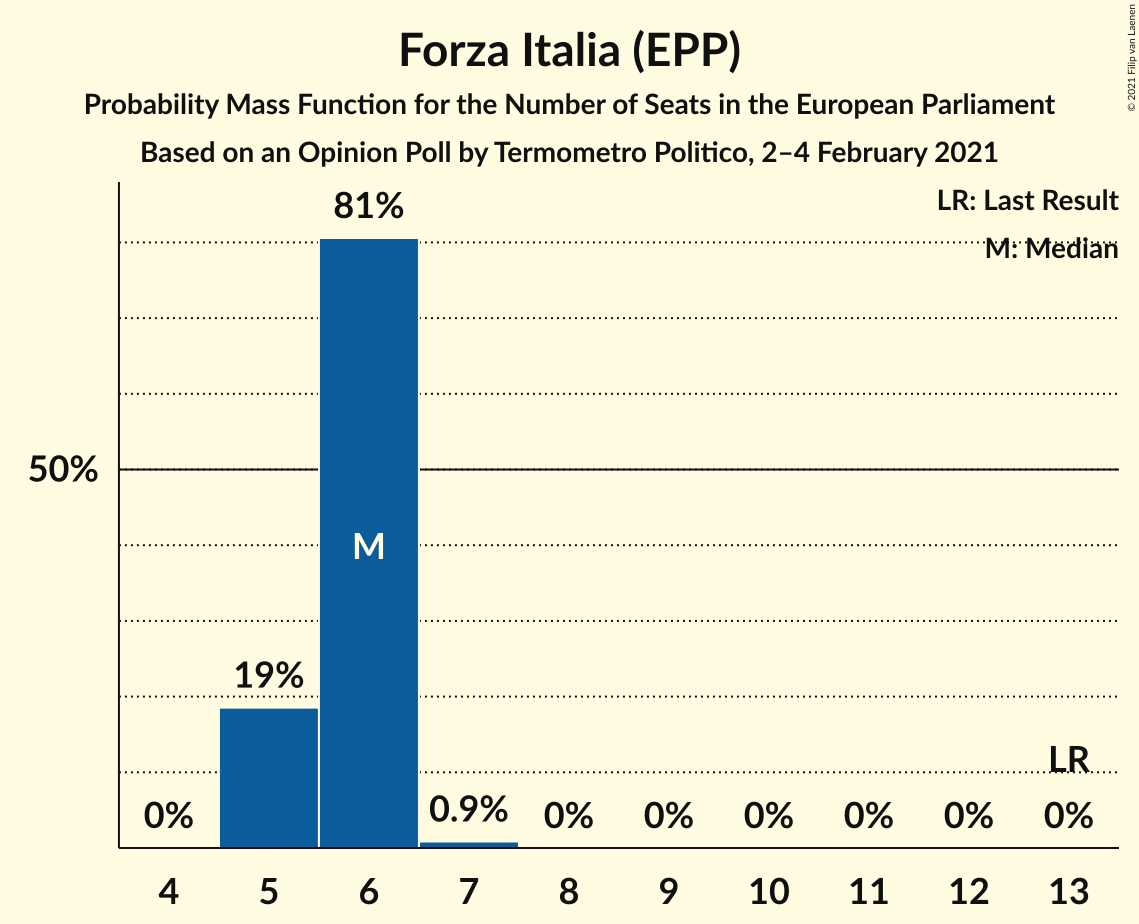 Forza Italia (EPP)
Probability Mass Function for the Number of Seats in the European Parliament
Based on an Opinion Poll by Termometro Politico, 2–4 February 2021
© 2021 Filip van Laenen
LR: Last Result
M: Median
81%
50%
M
19%
LR
0%
0.9%
0%
0%
0%
0%
0%
0%
4
5
6
7
8
9
10
11
12
13